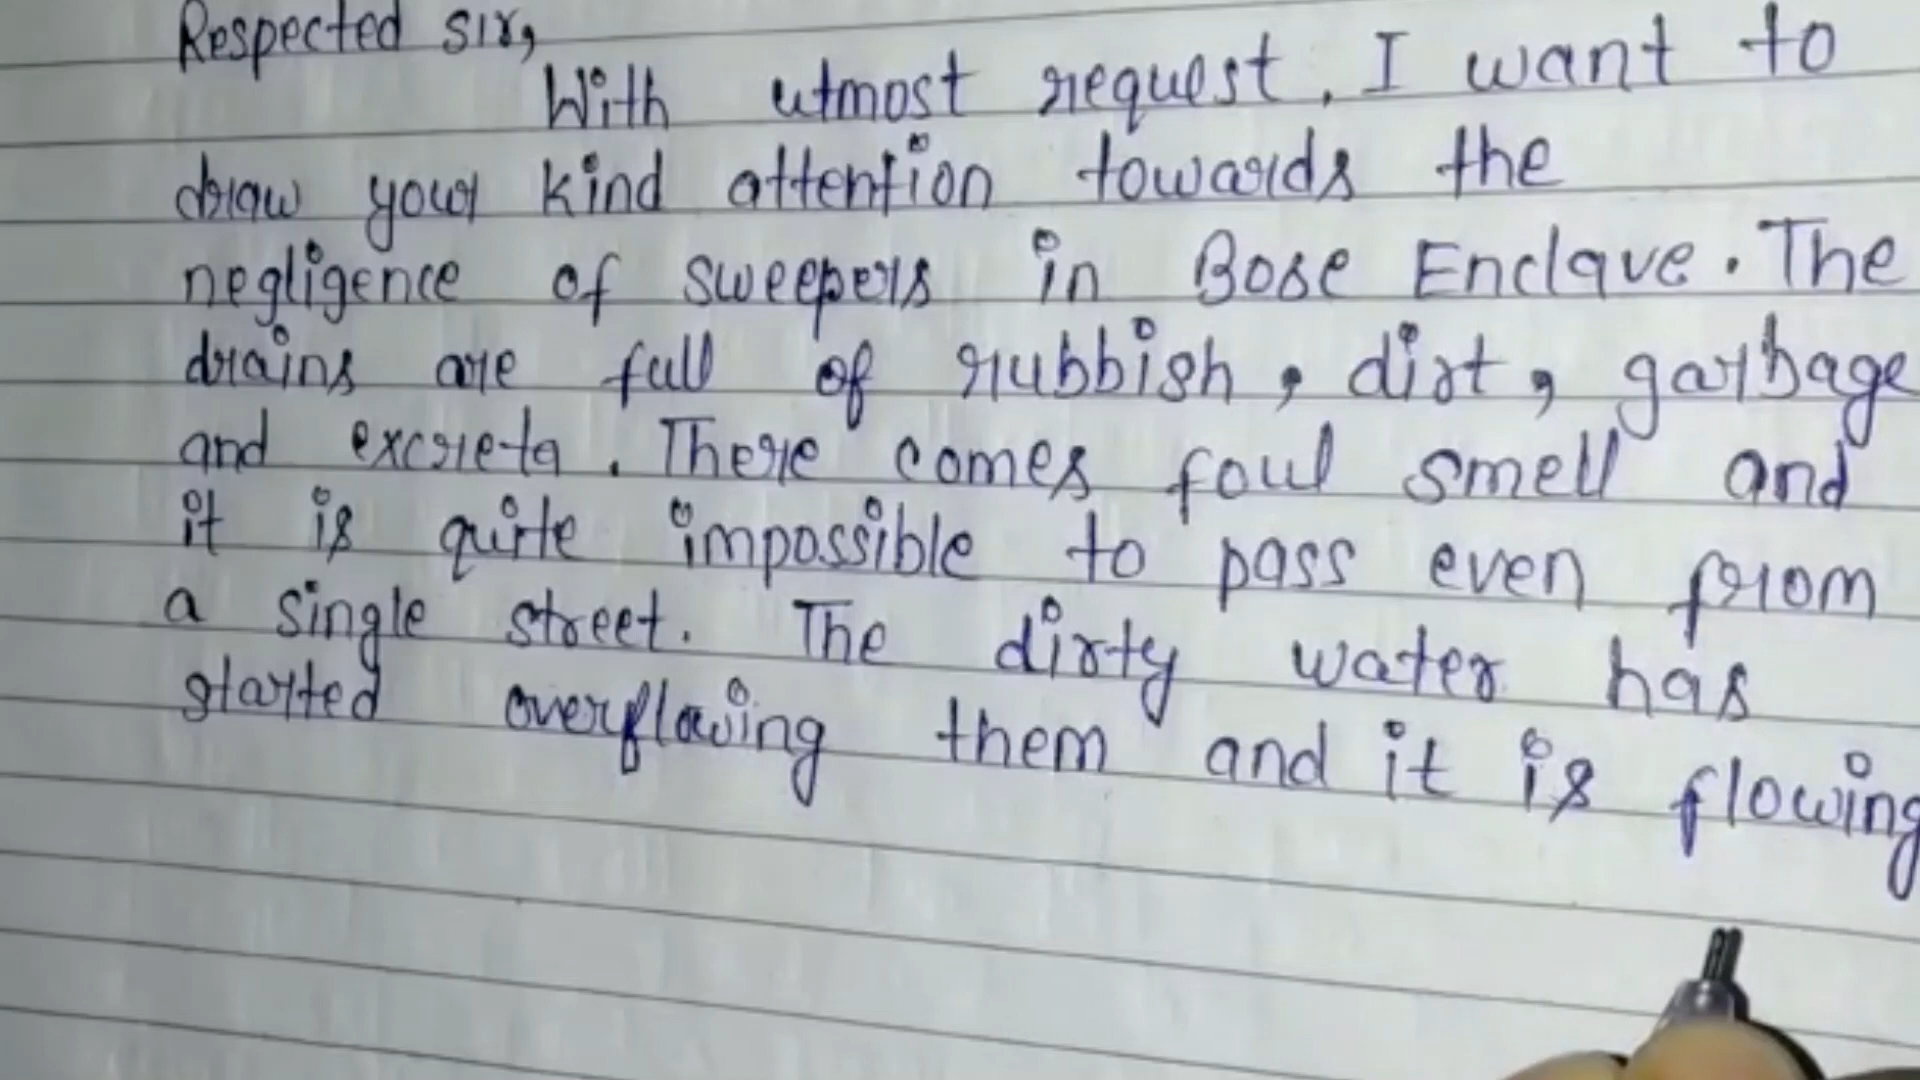 Respected sir,
With utmost request, I want to
draw your kind attention towards the
negligence of sweepers in Bose Enclave. The
drains are full of rubbish, dirt, garbage
and excreta. There comes foul smell and
it is quite impossible to pass even from
a single street. The dirty water has
started overflowing them and it is flowing